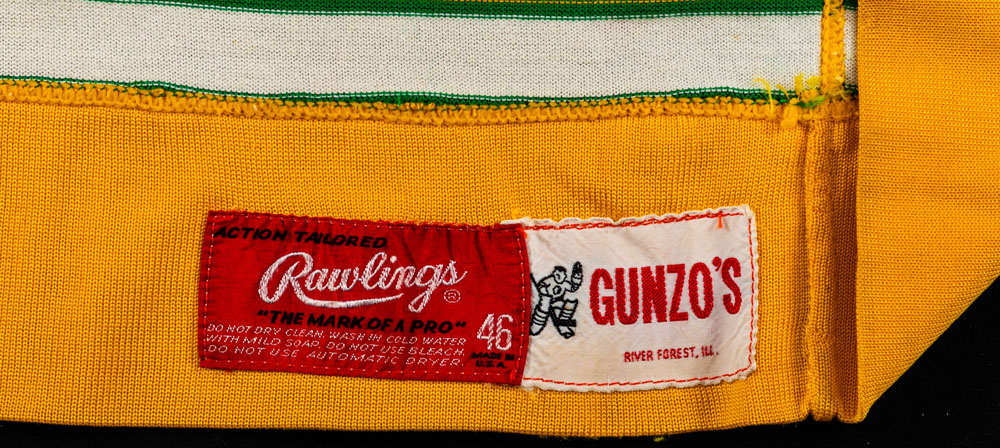 ACTION TAILORED
Rawlings®
"THE MARK OF A PRO"
46
DO NOT DRY CLEAN. WASH IN COLD WATER
WITH MILD SOAP. DO NOT USE BLEACH.
DO NOT USE AUTOMATIC DRYER.
MADE IN
U.S.A.
GUNZO'S
RIVER FOREST, ILL.